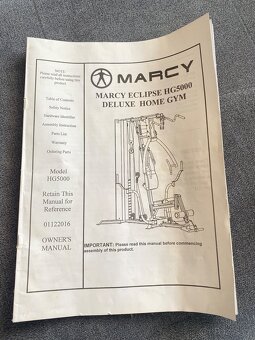 NOTE:
Please read all instructions
carefully before using this
product
Table of Contents
Safety Notice
Hardware Identifier
Assembly Instruction
Parts List
Warranty
Ordering Parts
Model
HG5000
Retain This
Manual for
Reference
01122016
OWNER'S
MANUAL
MARCY
MARCY ECLIPSE HG5000
DELUXE HOME GYM
IMPORTANT: Please read this manual before commencing
assembly of this product.